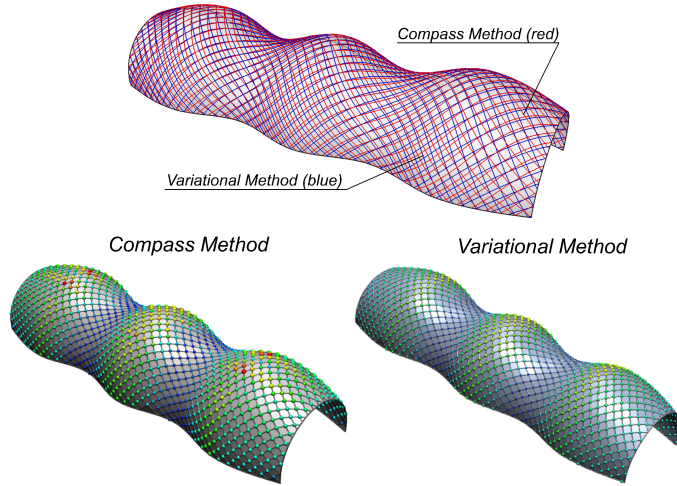 Compass Method (red)
Variational Method (blue)
Compass Method
Variational Method